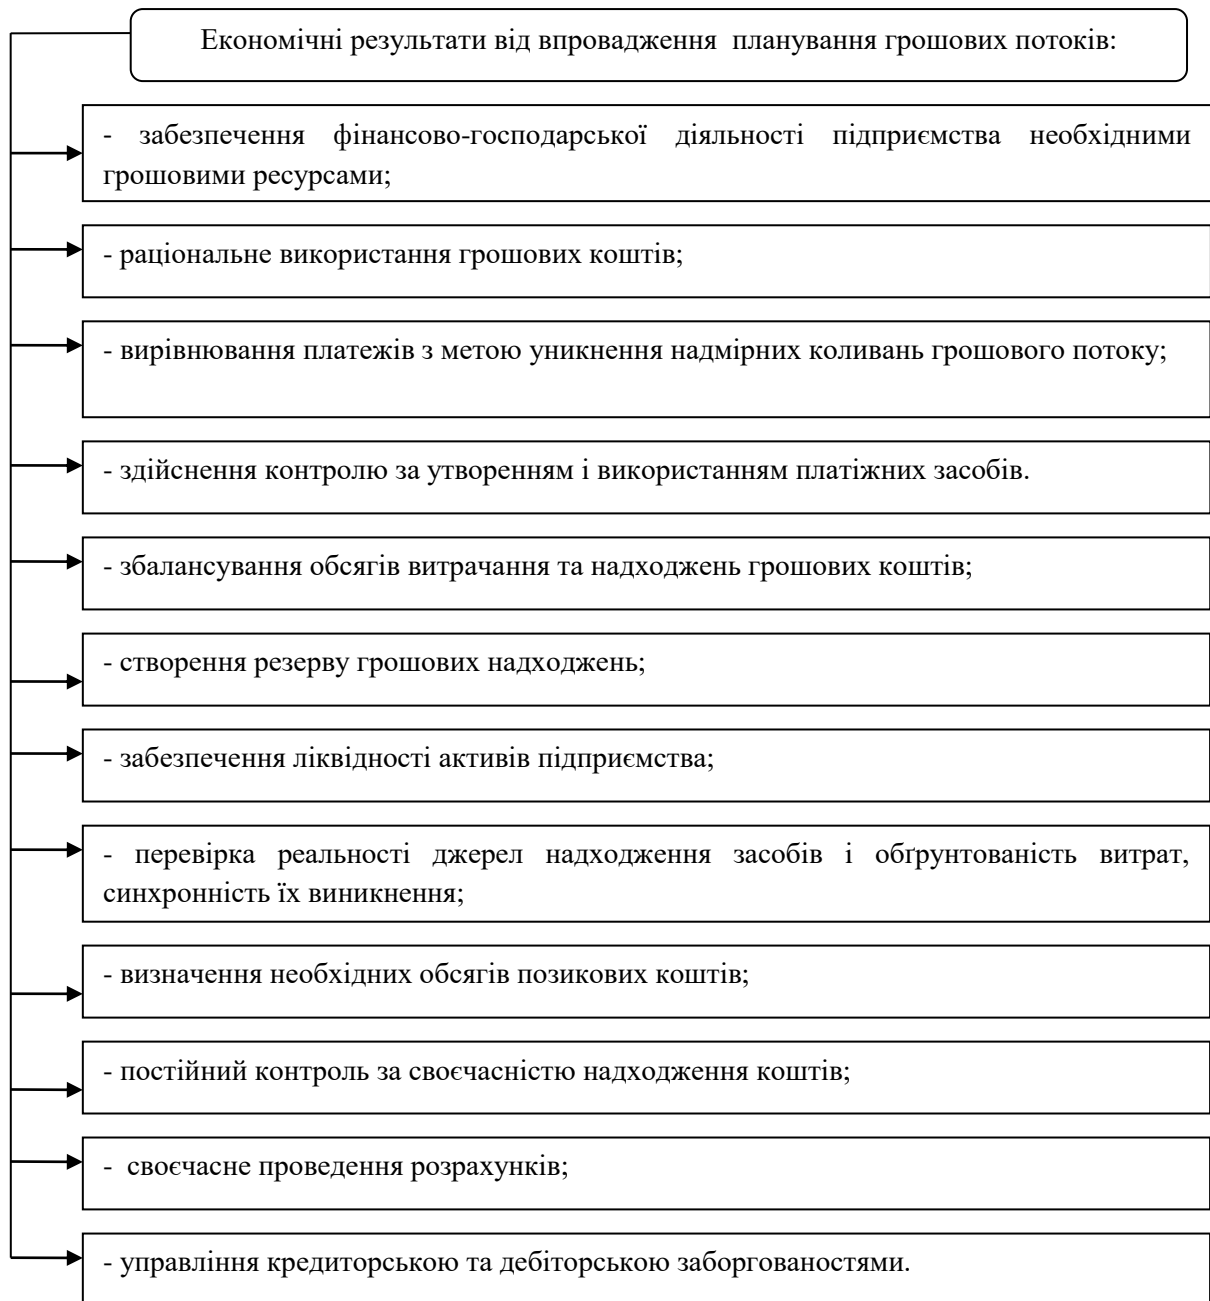 Економічні результати від впровадження планування грошових потоків:
- забезпечення фінансово-господарської діяльності підприємства необхідними
грошовими ресурсами;
- раціональне використання грошових коштів;
- вирівнювання платежів з метою уникнення надмірних коливань грошового потоку;
- здійснення контролю за утворенням і використанням платіжних засобів.
- збалансування обсягів витрачання та надходжень грошових коштів;
- створення резерву грошових надходжень;
- забезпечення ліквідності активів підприємства;
- перевірка реальності джерел надходження засобів і обґрунтованість витрат,
синхронність їх виникнення;
- визначення необхідних обсягів позикових коштів;
- постійний контроль за своєчасністю надходження коштів;
- своєчасне проведення розрахунків;
- управління кредиторською та дебіторською заборгованостями.